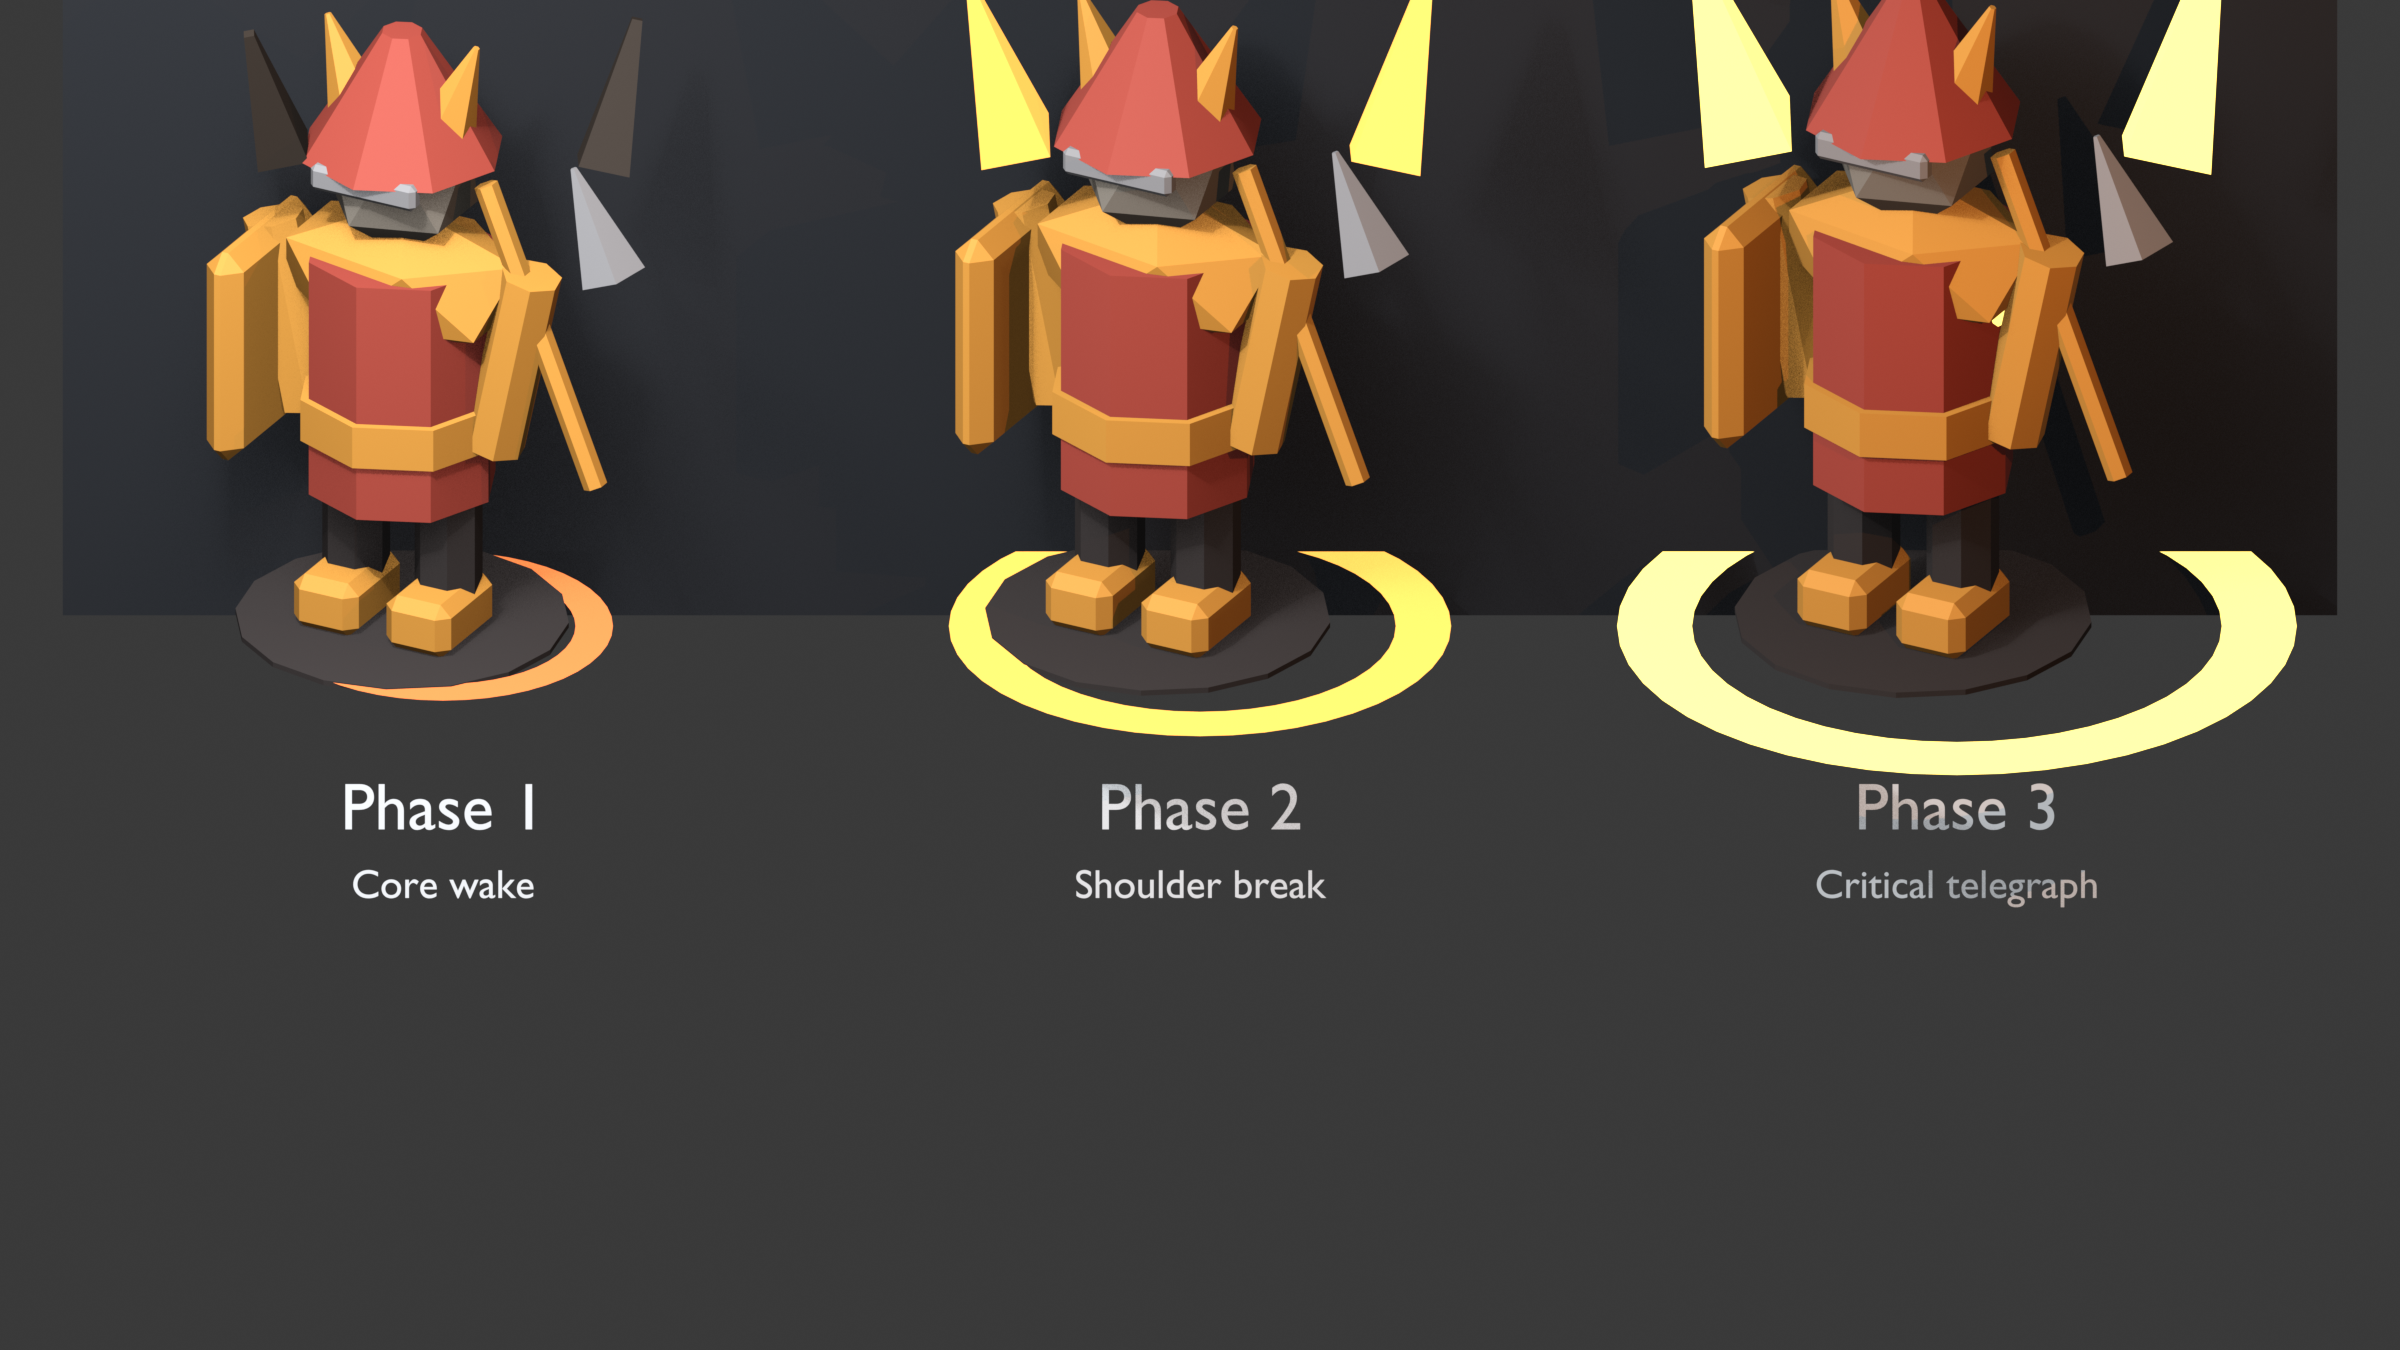 Phase 1
Core wake
Phase 2
Shoulder break
Phase 3
Critical telegraph